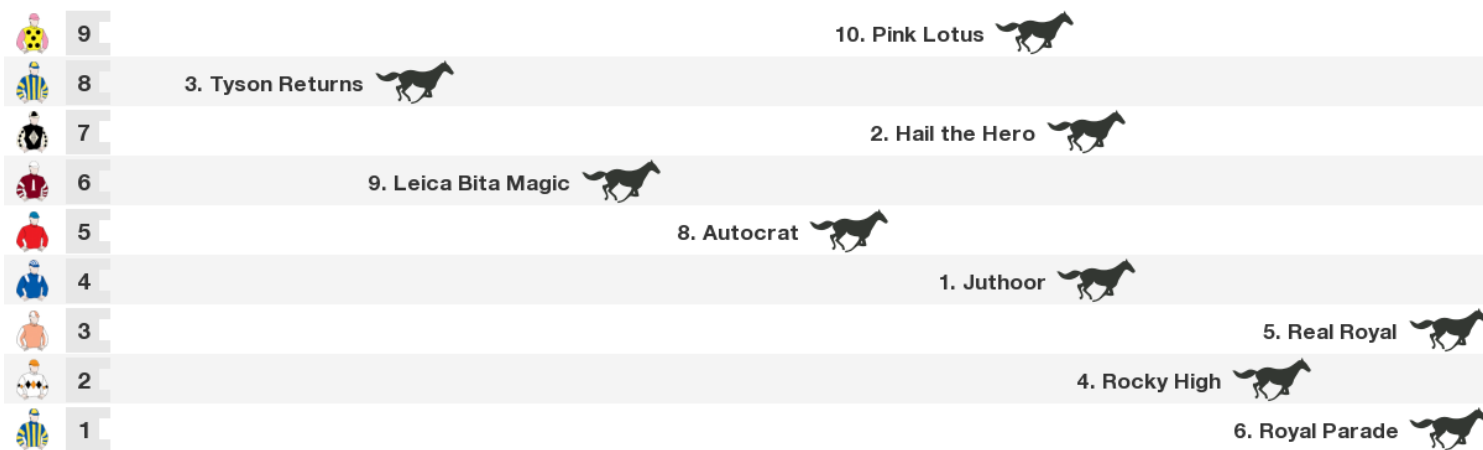 9 10. Pink Lotus
8 3. Tyson Returns
7 2. Hail the Hero
6 9. Leica Bita Magic
5 8. Autocrat
4 1. Juthoor
3 5. Real Royal
2 4. Rocky High
1 6. Royal Parade